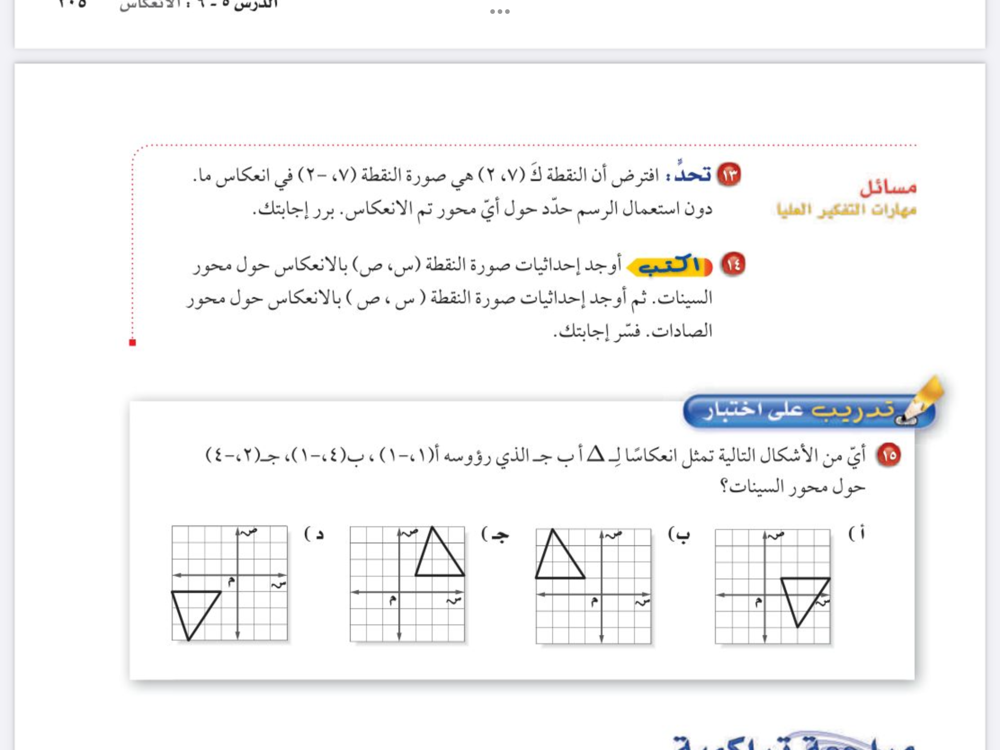 الدرس ٥ - ٦ : الانعكاس ٢٠٥
مسائل
مهارات التفكير العليا
١٣ تحدٍّ: افترض أن النقطة كَ (٧، ٢) هي صورة النقطة (٧، -٢) في انعكاس ما.
دون استعمال الرسم حدّد حول أيّ محور تم الانعكاس. برر إجابتك.
١٤ اكتب أوجد إحداثيات صورة النقطة (س، ص) بالانعكاس حول محور
السينات. ثم أوجد إحداثيات صورة النقطة ( س ، ص ) بالانعكاس حول محور
الصادات. فسّر إجابتك.
تدريب على اختبار
١٥ أيّ من الأشكال التالية تمثل انعكاسًا لِـ Δ أ ب جـ الذي رؤوسه أ(١،-١) ، ب(٤،-١)، جـ(٢،-٤)
حول محور السينات؟
أ )
ص
س
م
ب)
ص
س
م
جـ )
ص
س
م
د )
ص
س
م